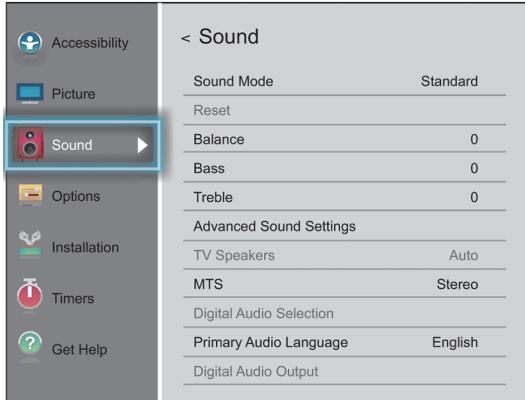 Accessibility
Picture
Sound
Options
Installation
Timers
Get Help
< Sound
Sound Mode Standard
Reset
Balance 0
Bass 0
Treble 0
Advanced Sound Settings
TV Speakers Auto
MTS Stereo
Digital Audio Selection
Primary Audio Language English
Digital Audio Output